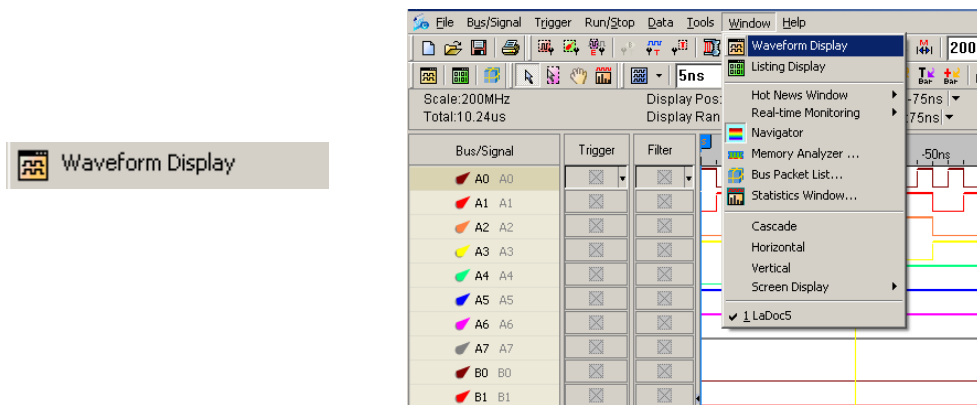 Waveform Display
File Bus/Signal Trigger Run/Stop Data Tools Window Help
200
5ns
Scale:200MHz
Total:10.24us
Display Pos:
Display Ran
-75ns
75ns
Bus/Signal Trigger Filter
-50ns
A0 A0
A1 A1
A2 A2
A3 A3
A4 A4
A5 A5
A6 A6
A7 A7
B0 B0
B1 B1
Waveform Display
Listing Display
Hot News Window
Real-time Monitoring
Navigator
Memory Analyzer ...
Bus Packet List...
Statistics Window...
Cascade
Horizontal
Vertical
Screen Display
1 LaDoc5